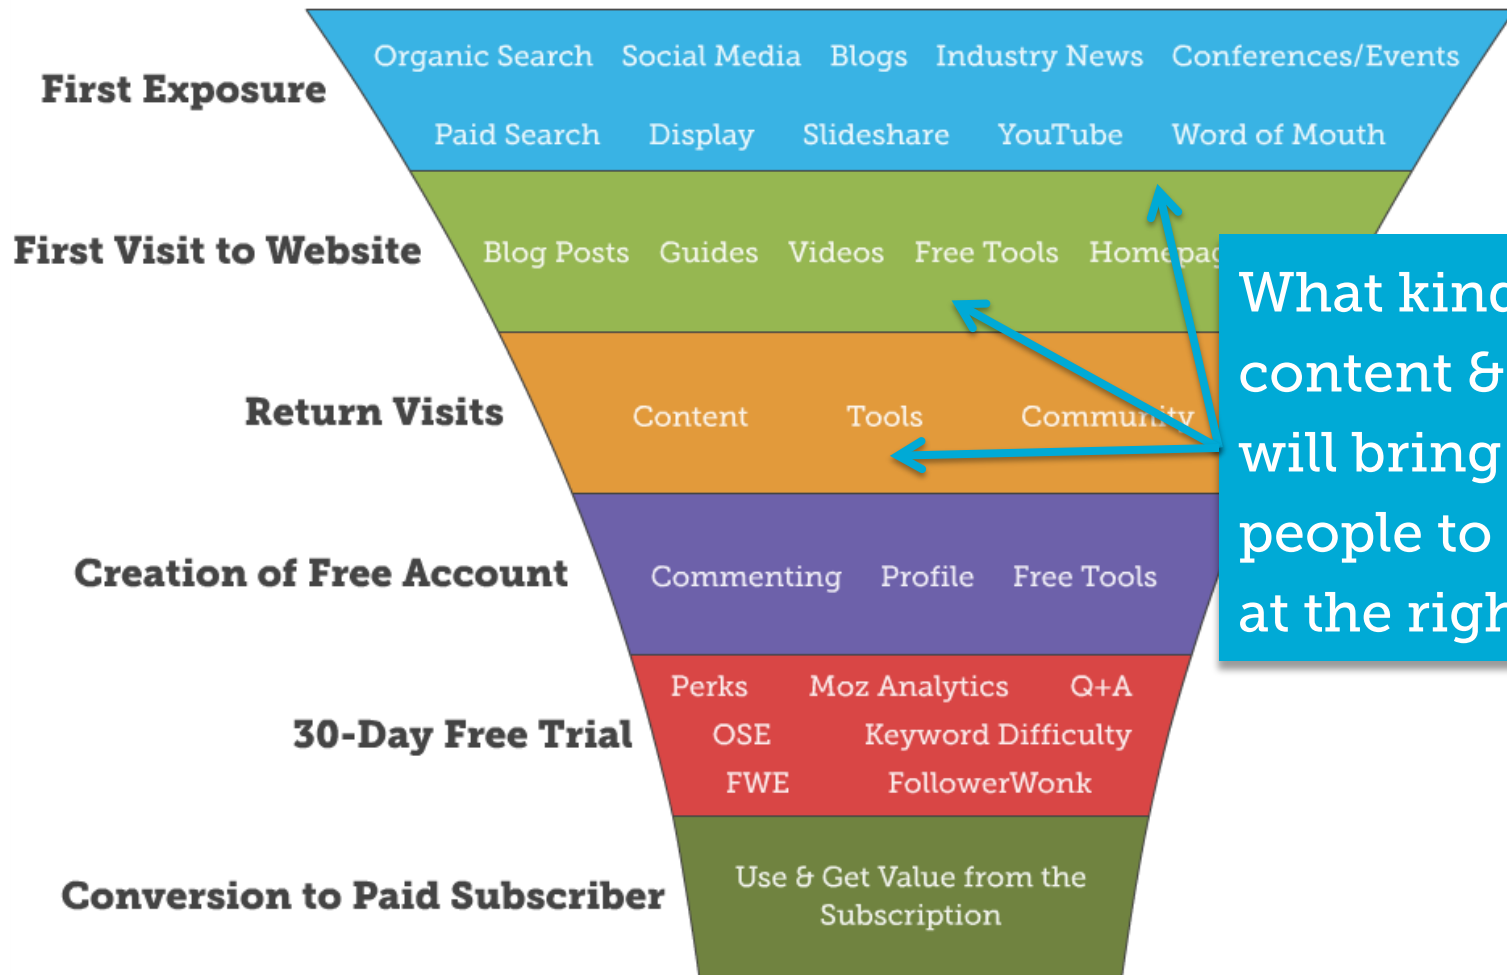 First Exposure
Organic Search Social Media Blogs Industry News Conferences/Events
Paid Search Display Slideshare YouTube Word of Mouth
First Visit to Website
Blog Posts Guides Videos Free Tools
Return Visits
Content Tools Community
Creation of Free Account
Commenting Profile Free Tools
30-Day Free Trial
Perks Moz Analytics Q+A
OSE Keyword Difficulty
FWE FollowerWonk
Conversion to Paid Subscriber
Use & Get Value from the
Subscription
What
content &
will bring
people to
at the